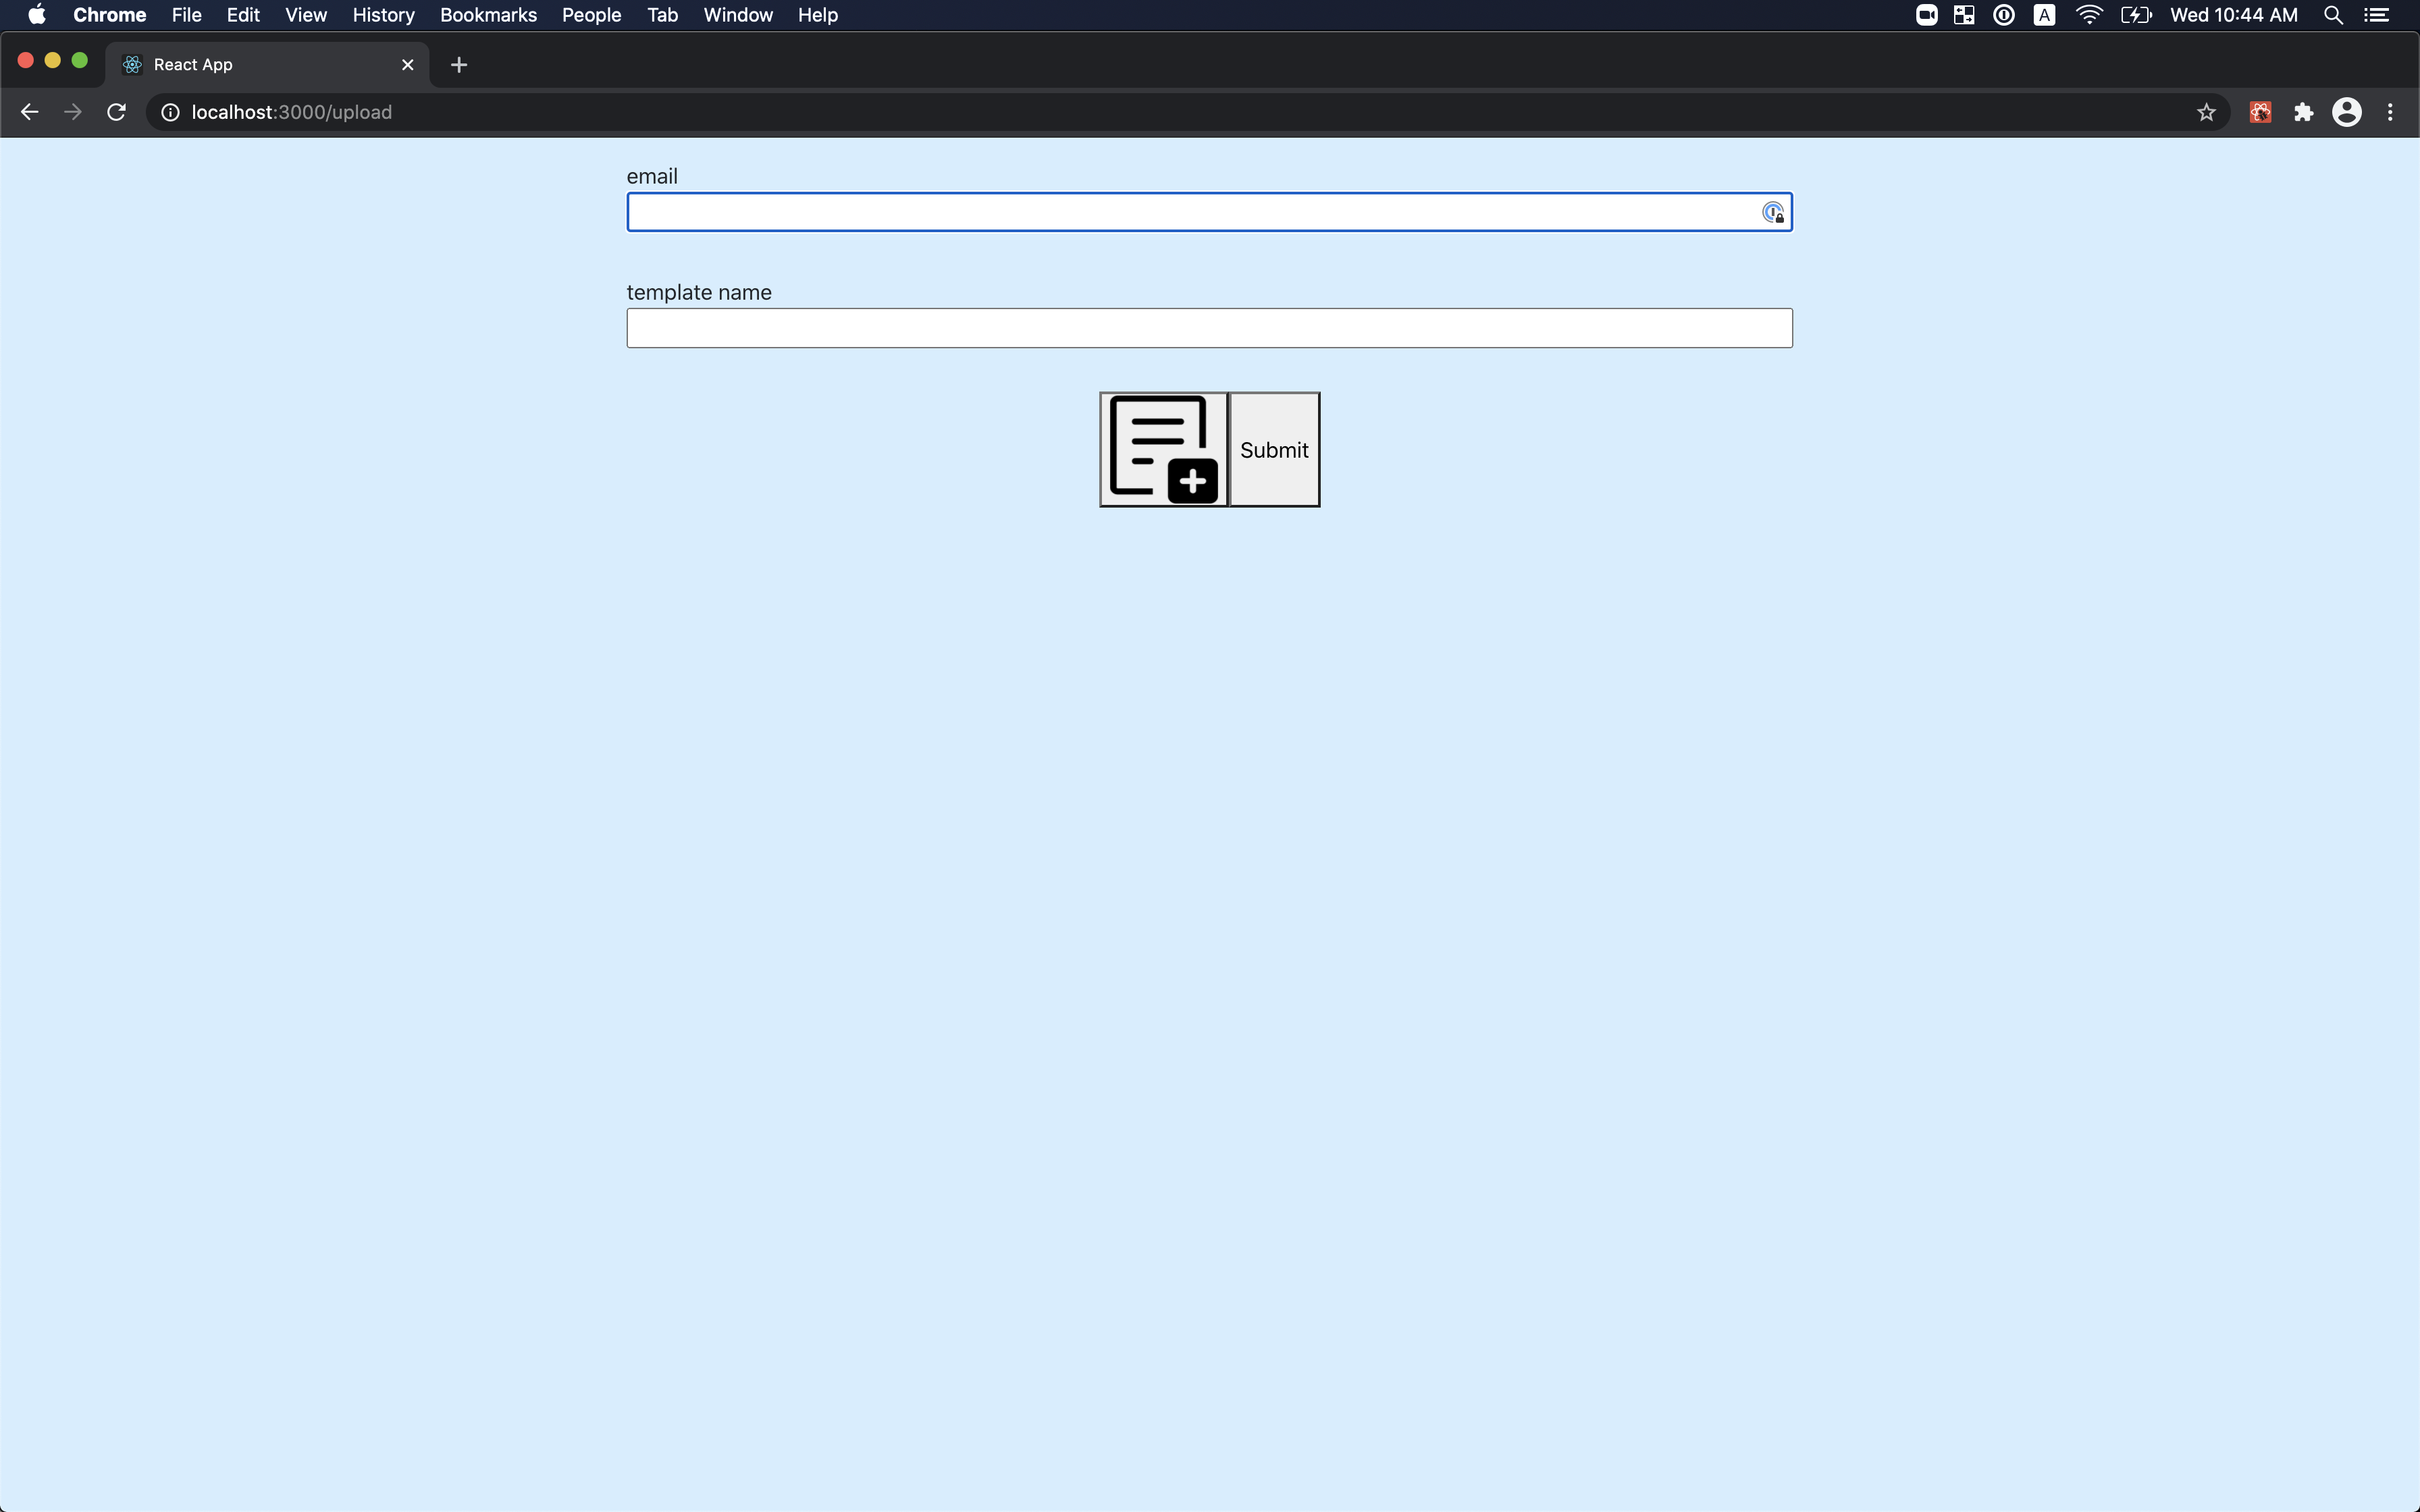 Chrome File Edit View History Bookmarks People Tab Window Help A Wed 10:44 AM
React App
localhost:3000/upload
email
template name
Submit